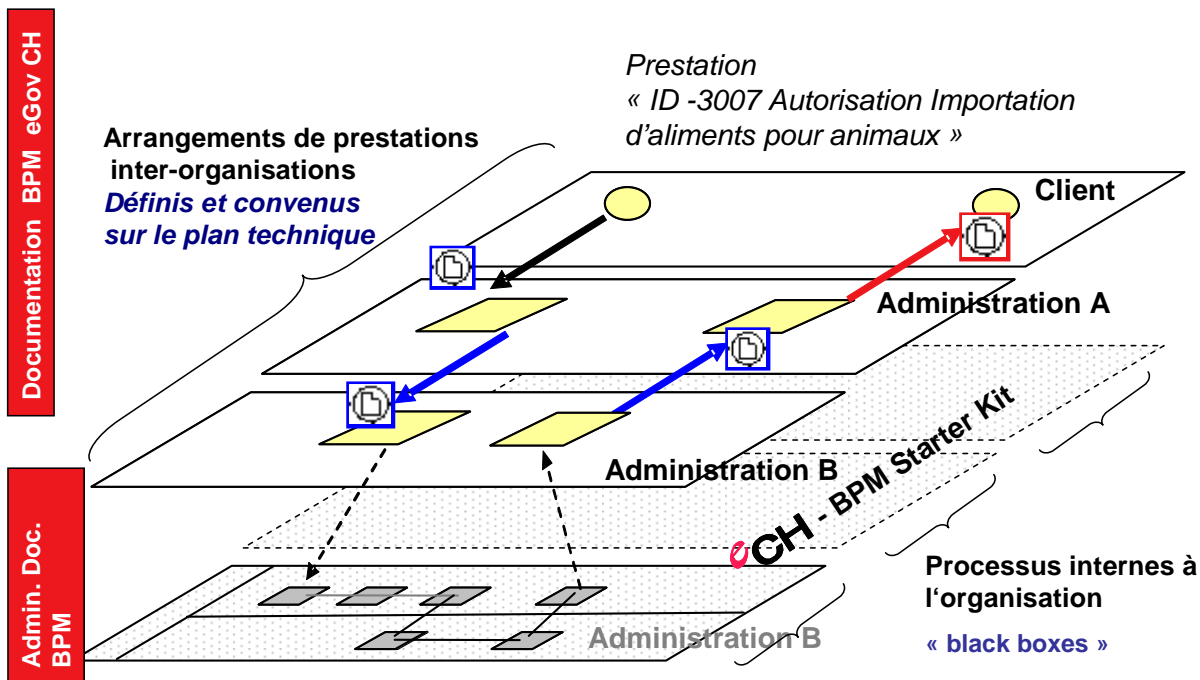 Documentation BPM eGov CH
Prestation
« ID -3007 Autorisation Importation
d'aliments pour animaux »
Arrangements de prestations
inter-organisations
Définis et convenus
sur le plan technique
Client
Administration A
Administration B
eCH - BPM Starter Kit
Admin. Doc.
BPM
Administration B
Processus internes à
l‘organisation
« black boxes »